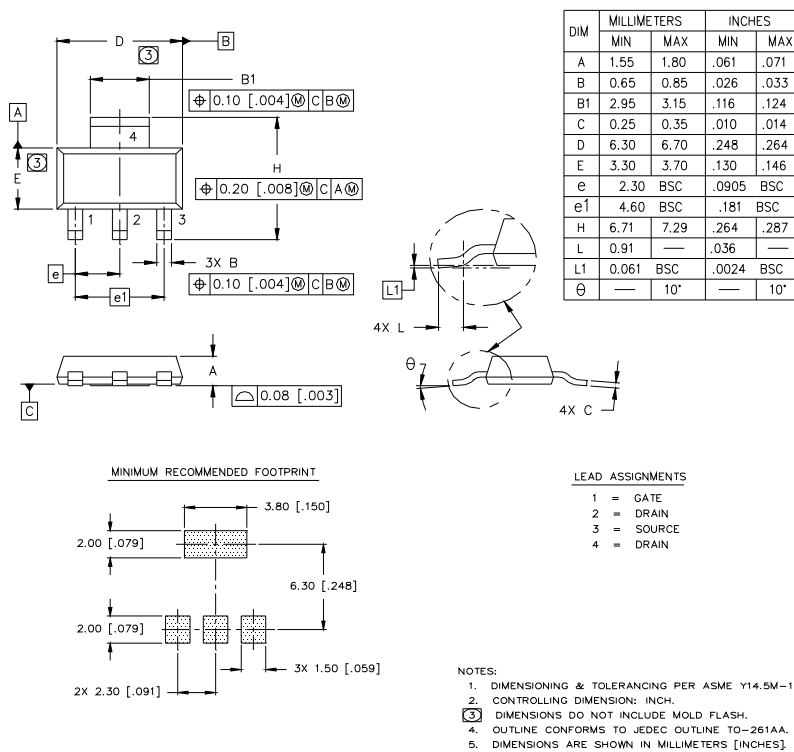 D
B
3
B1
⌖ 0.10 [.004]Ⓜ C BⓂ
A
4
3
E
H
⌖ 0.20 [.008]Ⓜ C AⓂ
1 2 3
e
3X B
e1
⌖ 0.10 [.004]Ⓜ C BⓂ
L1
4X L
A
C
⌓ 0.08 [.003]
θ
4X C
DIM MILLIMETERS INCHES
MIN MAX MIN MAX
A 1.55 1.80 .061 .071
B 0.65 0.85 .026 .033
B1 2.95 3.15 .116 .124
C 0.25 0.35 .010 .014
D 6.30 6.70 .248 .264
E 3.30 3.70 .130 .146
e 2.30 BSC .0905 BSC
e1 4.60 BSC .181 BSC
H 6.71 7.29 .264 .287
L 0.91 — .036 —
L1 0.061 BSC .0024 BSC
θ — 10° — 10°
MINIMUM RECOMMENDED FOOTPRINT
3.80 [.150]
2.00 [.079]
6.30 [.248]
2.00 [.079]
3X 1.50 [.059]
2X 2.30 [.091]
LEAD ASSIGNMENTS
1 = GATE
2 = DRAIN
3 = SOURCE
4 = DRAIN
NOTES:
1. DIMENSIONING & TOLERANCING PER ASME Y14.5M-1
2. CONTROLLING DIMENSION: INCH.
3 DIMENSIONS DO NOT INCLUDE MOLD FLASH.
4. OUTLINE CONFORMS TO JEDEC OUTLINE TO-261AA.
5. DIMENSIONS ARE SHOWN IN MILLIMETERS [INCHES].